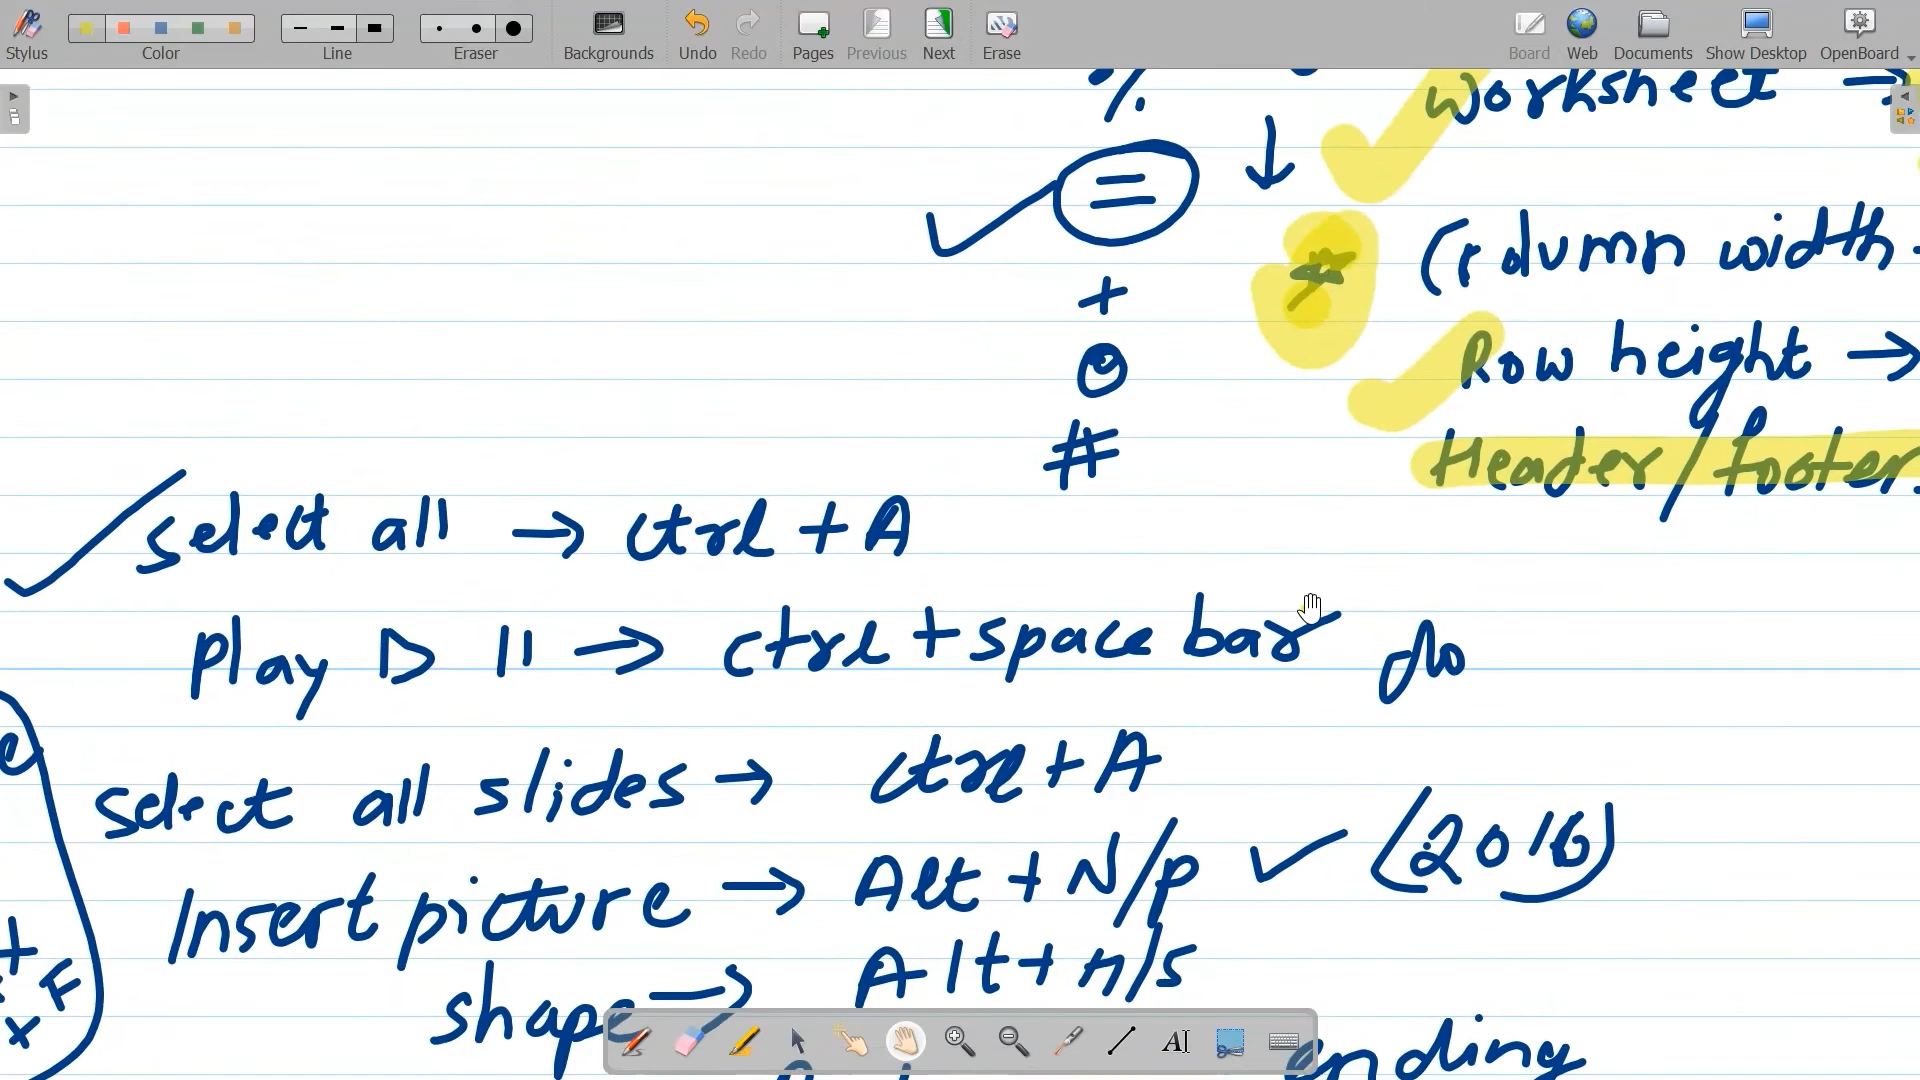 Stylus Color Line Eraser Backgrounds Undo Redo Pages Previous Next Erase Board Web Documents Show Desktop OpenBoard
%
worksheet →
=
↓
Column width
+
Row height →
@
#
Header/footer
select all → ctrl + A
play ▷ || → ctrl + space bar
select all slides → ctrl + A
Insert picture → Alt + N/p ✓ (2016)
shape → Alt + n/s
+
F
x
ending